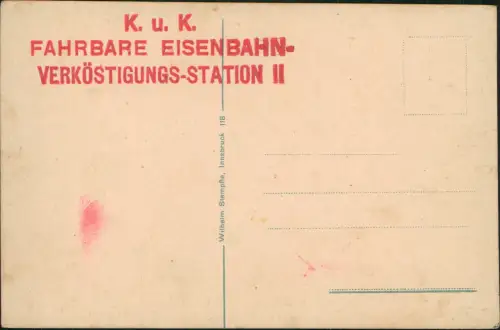 K. u. K.
FAHRBARE EISENBAHN-
VERKÖSTIGUNGS-STATION II
Wilhelm Stempfle, Innsbruck 118